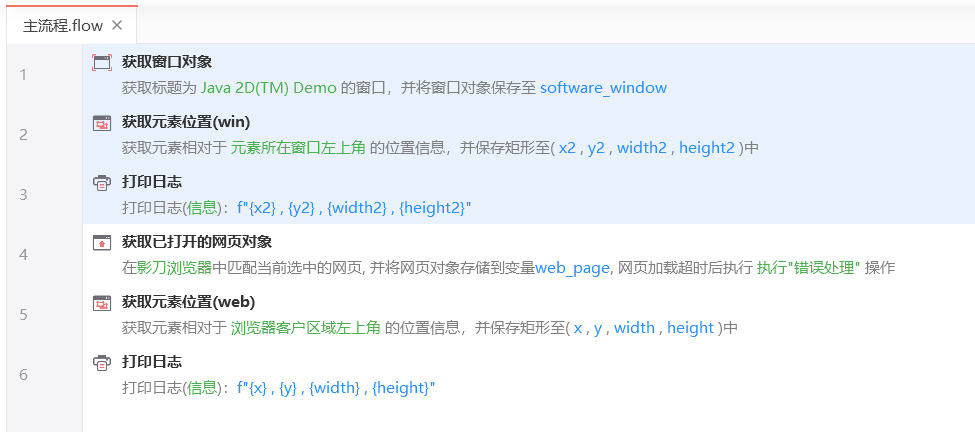 主流程.flow
1
获取窗口对象
获取标题为 Java 2D(TM) Demo 的窗口，并将窗口对象保存至 software_window
2
获取元素位置(win)
获取元素相对于 元素所在窗口左上角 的位置信息，并保存矩形至( x2 , y2 , width2 , height2 )中
3
打印日志
打印日志(信息)：f"{x2} , {y2} , {width2} , {height2}"
4
获取已打开的网页对象
在影刀浏览器中匹配当前选中的网页, 并将网页对象存储到变量web_page, 网页加载超时后执行 执行"错误处理" 操作
5
获取元素位置(web)
获取元素相对于 浏览器客户区域左上角 的位置信息，并保存矩形至( x , y , width , height )中
6
打印日志
打印日志(信息)：f"{x} , {y} , {width} , {height}"